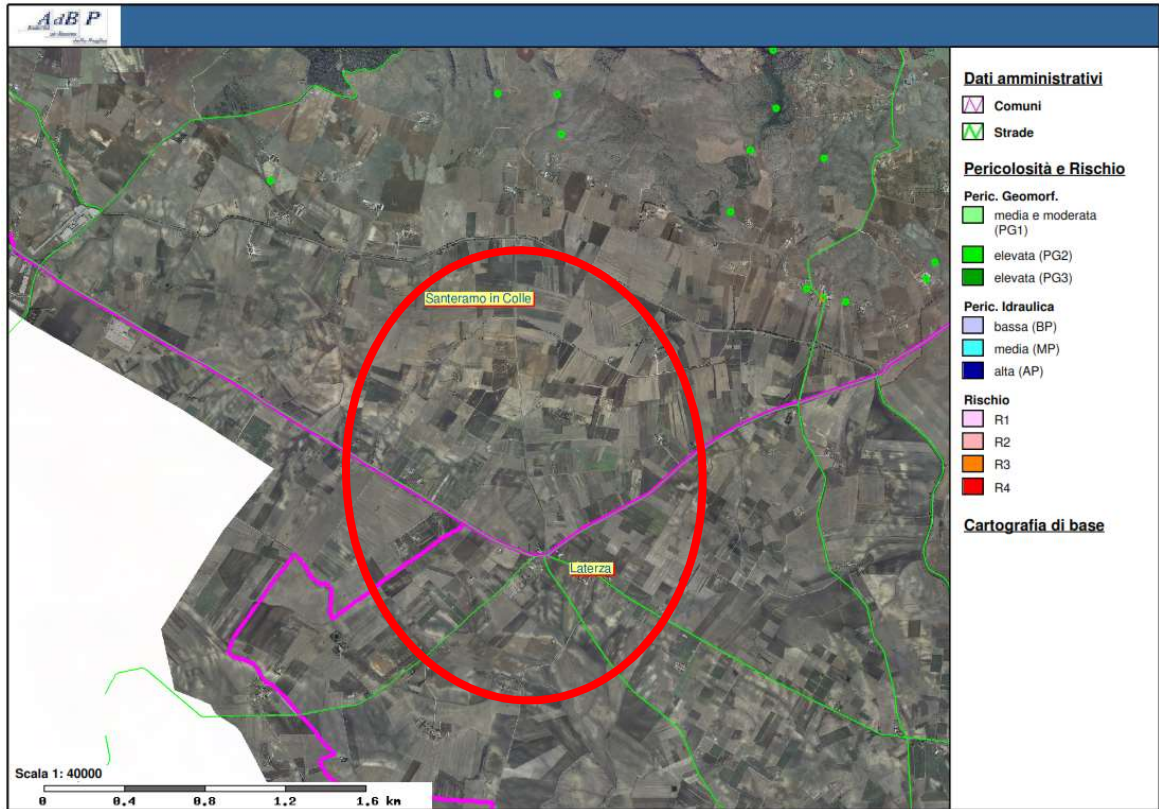 AdB P
Dati amministrativi
Comuni
Strade
Pericolosità e Rischio
Peric. Geomorf.
media e moderata
(PG1)
elevata (PG2)
elevata (PG3)
Peric. Idraulica
bassa (BP)
media (MP)
alta (AP)
Rischio
R1
R2
R3
R4
Cartografia di base
Santeramo in Colle
Laterza
Scala 1: 40000
0 0.4 0.8 1.2 1.6 km